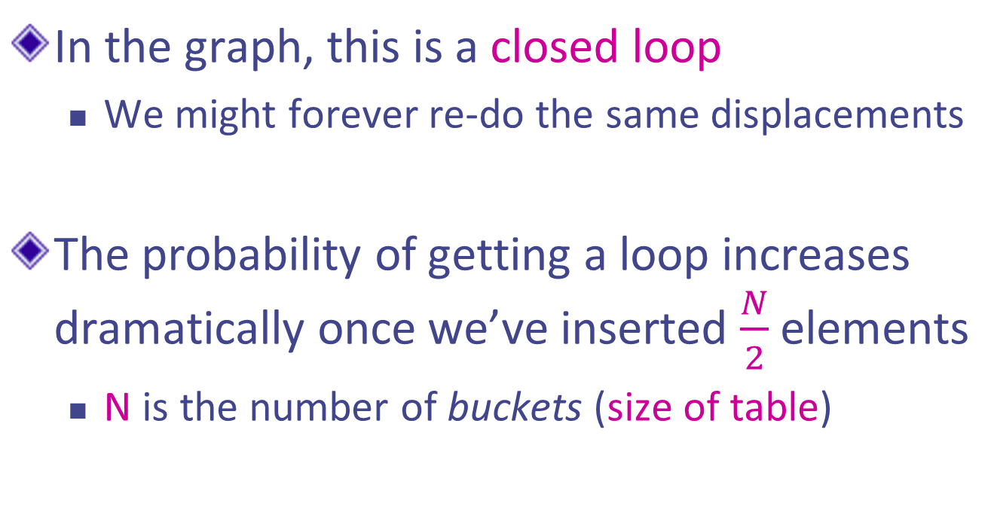 In the graph, this is a closed loop
We might forever re-do the same displacements
The probability of getting a loop increases
dramatically once we’ve inserted N/2 elements
N is the number of buckets (size of table)